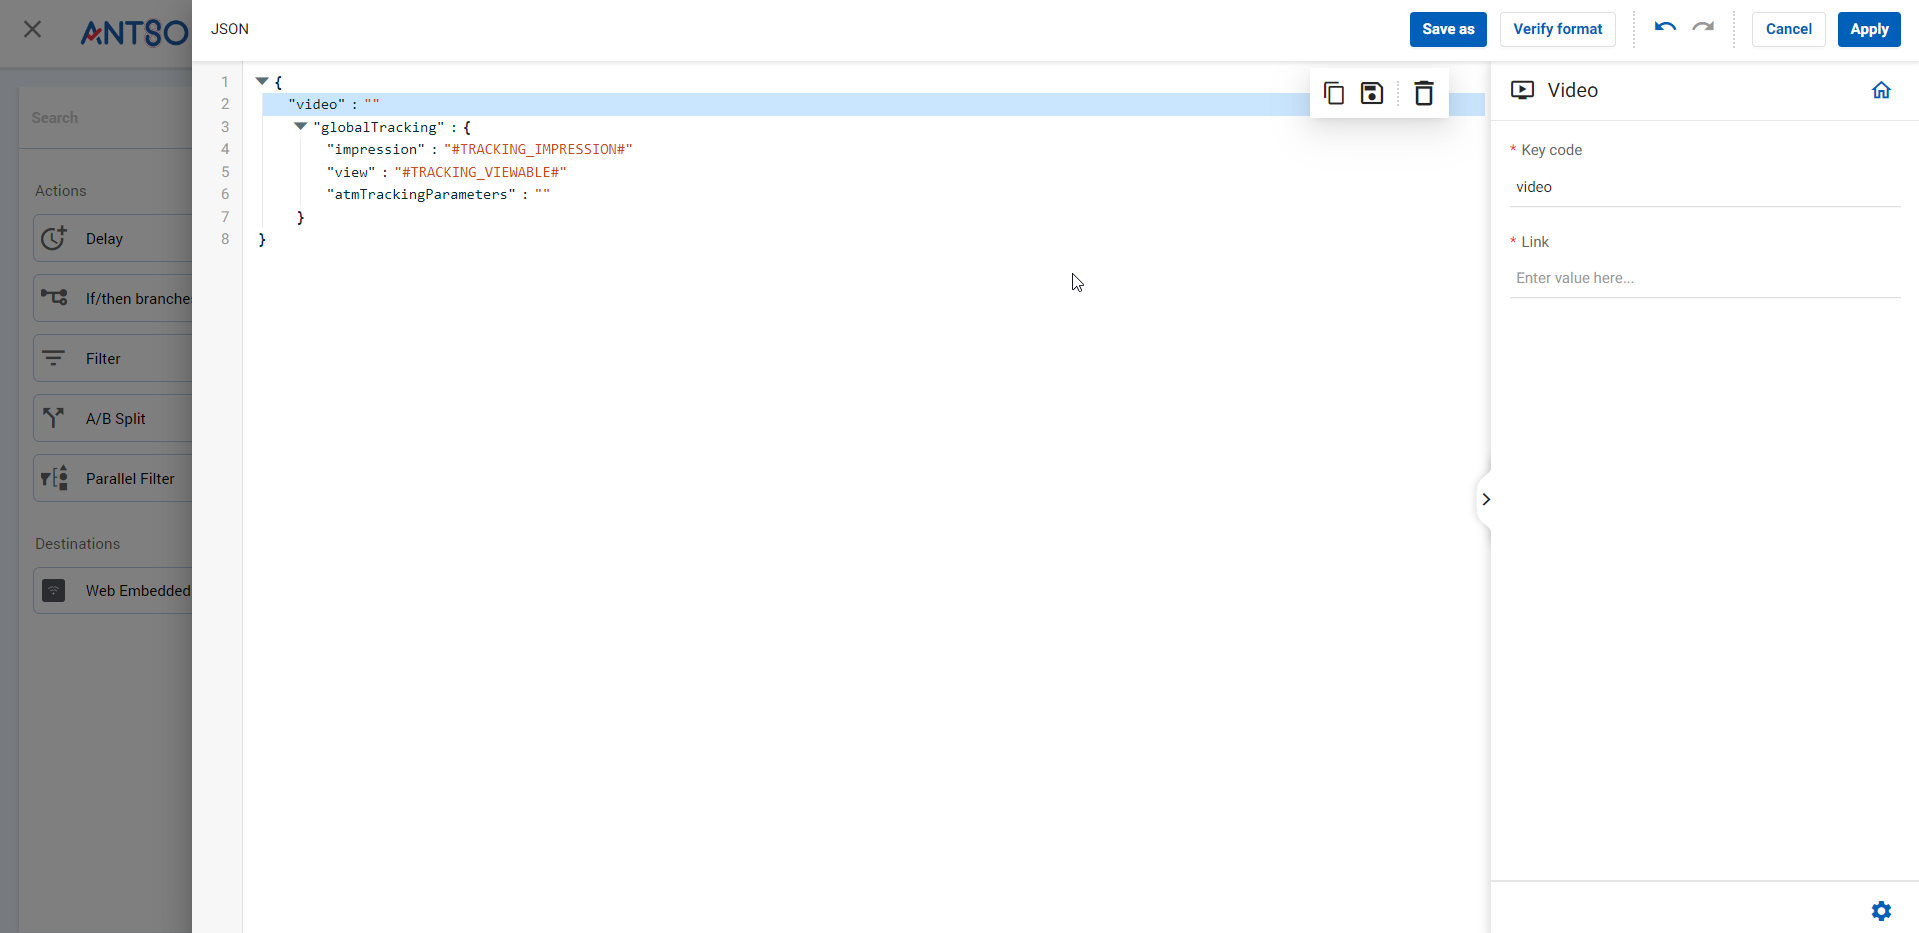 ANTSO
JSON
Save as
Verify format
Cancel
Apply
Search
Actions
Delay
If/then branche
Filter
A/B Split
Parallel Filter
Destinations
Web Embedded
1 {
2 "video" : ""
3 "globalTracking" : {
4 "impression" : "#TRACKING_IMPRESSION#"
5 "view" : "#TRACKING_VIEWABLE#"
6 "atmTrackingParameters" : ""
7 }
8 }
Video
* Key code
video
* Link
Enter value here...